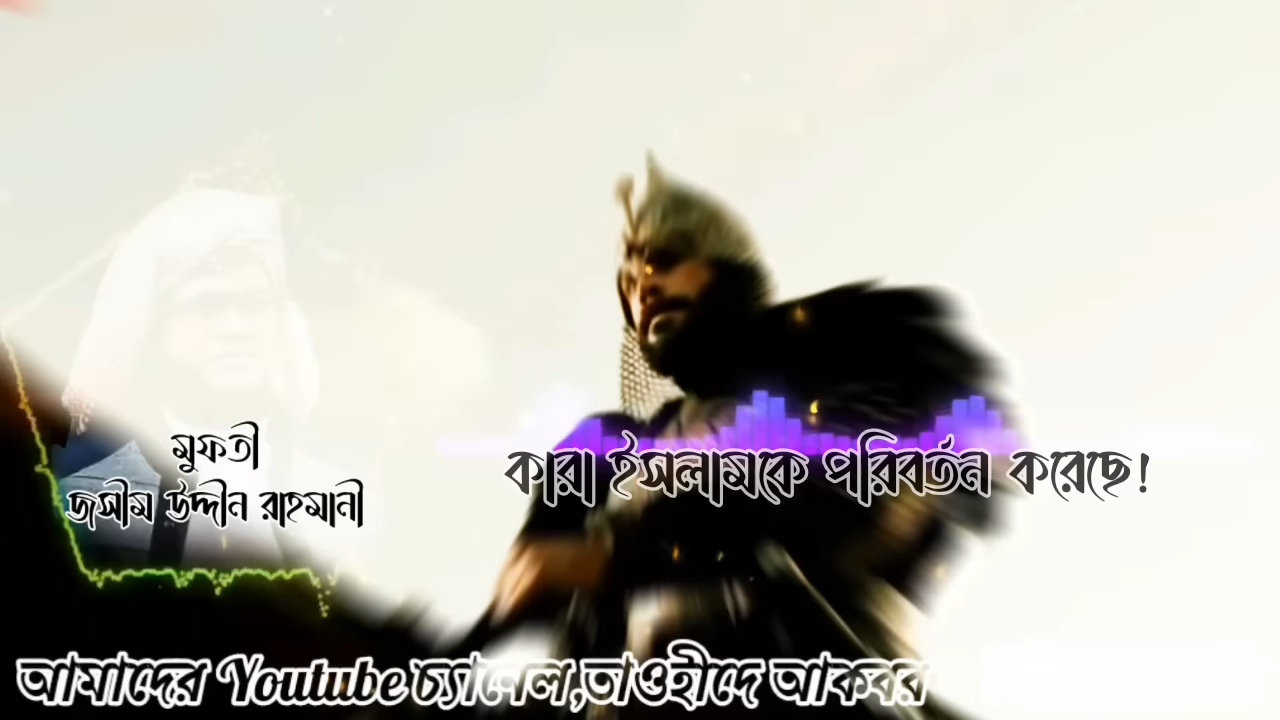 মুফতী
জসীম উদ্দীন রাহমানী
কারা ইসলামকে পরিবর্তন করেছে!
আমাদের Youtube চ্যানেল,তাওহীদে আকবর